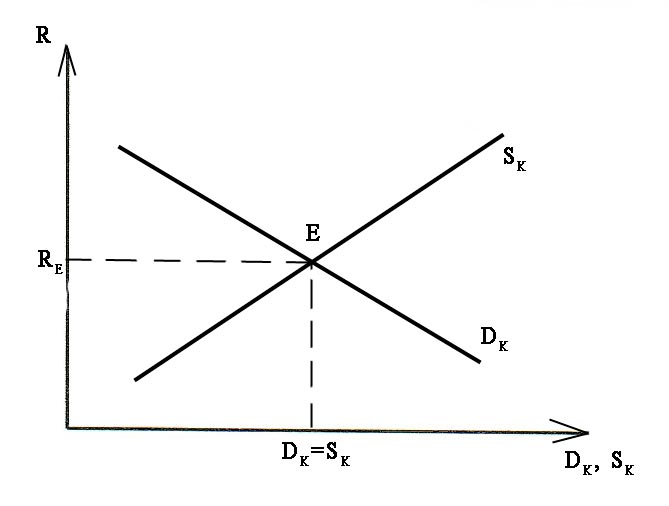 R
S_K
E
R_E
D_K
D_K=S_K
D_K, S_K